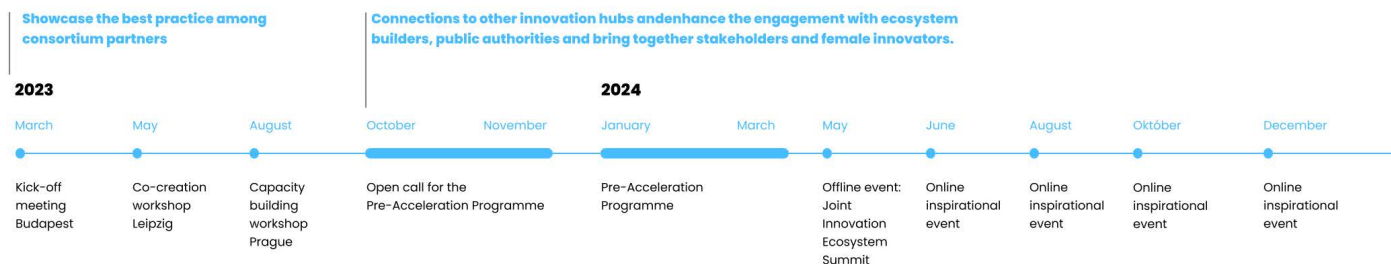 Showcase the best practice among
consortium partners
Connections to other innovation hubs andenhance the engagement with ecosystem
builders, public authorities and bring together stakeholders and female innovators.
2023
2024
March
May
August
October
November
January
March
May
June
August
Október
December
Kick-off
meeting
Budapest
Co-creation
workshop
Leipzig
Capacity
building
workshop
Prague
Open call for the
Pre-Acceleration Programme
Pre-Acceleration
Programme
Offline event:
Joint
Innovation
Ecosystem
Summit
Online
inspirational
event
Online
inspirational
event
Online
inspirational
event
Online
inspirational
event